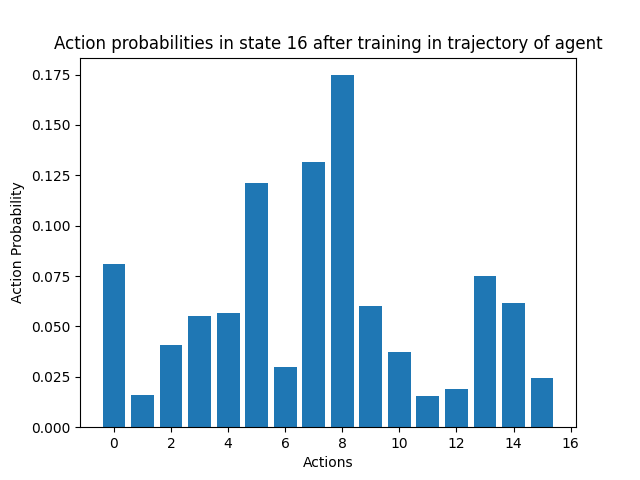 Action probabilities in state 16 after training in trajectory of agent
Action Probability
0.175
0.150
0.125
0.100
0.075
0.050
0.025
0.000
0 2 4 6 8 10 12 14 16
Actions